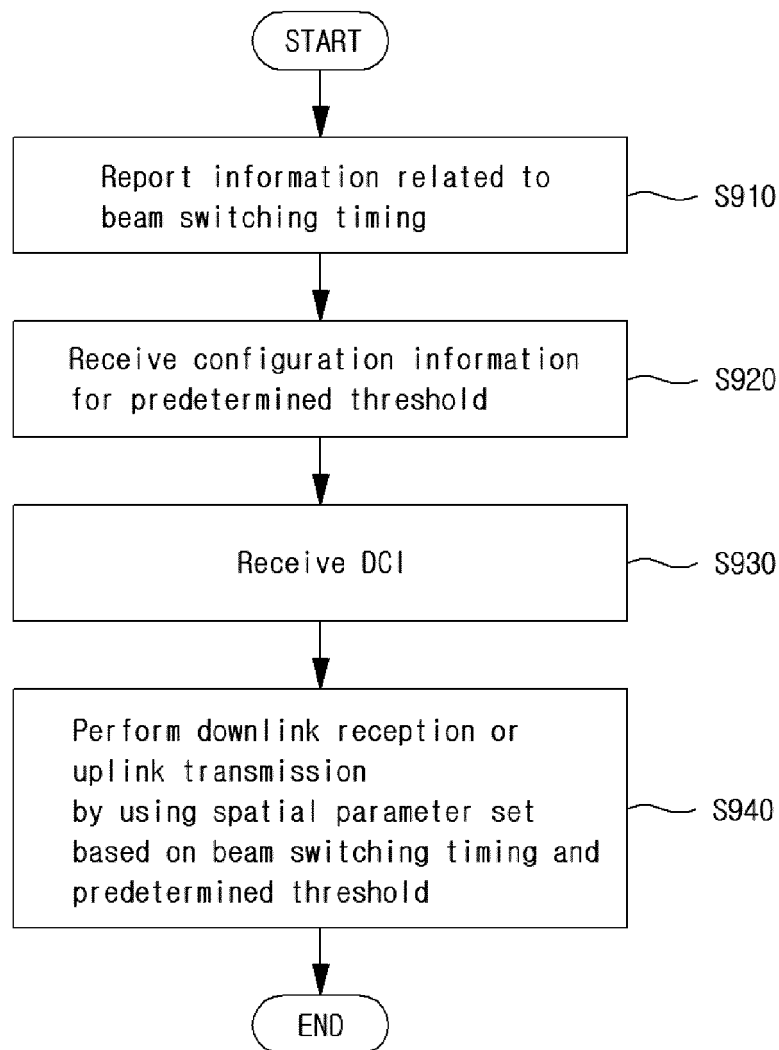 START
Report information related to
beam switching timing
S910
Receive configuration information
for predetermined threshold
S920
Receive DCI
S930
Perform downlink reception or
uplink transmission
by using spatial parameter set
based on beam switching timing and
predetermined threshold
S940
END